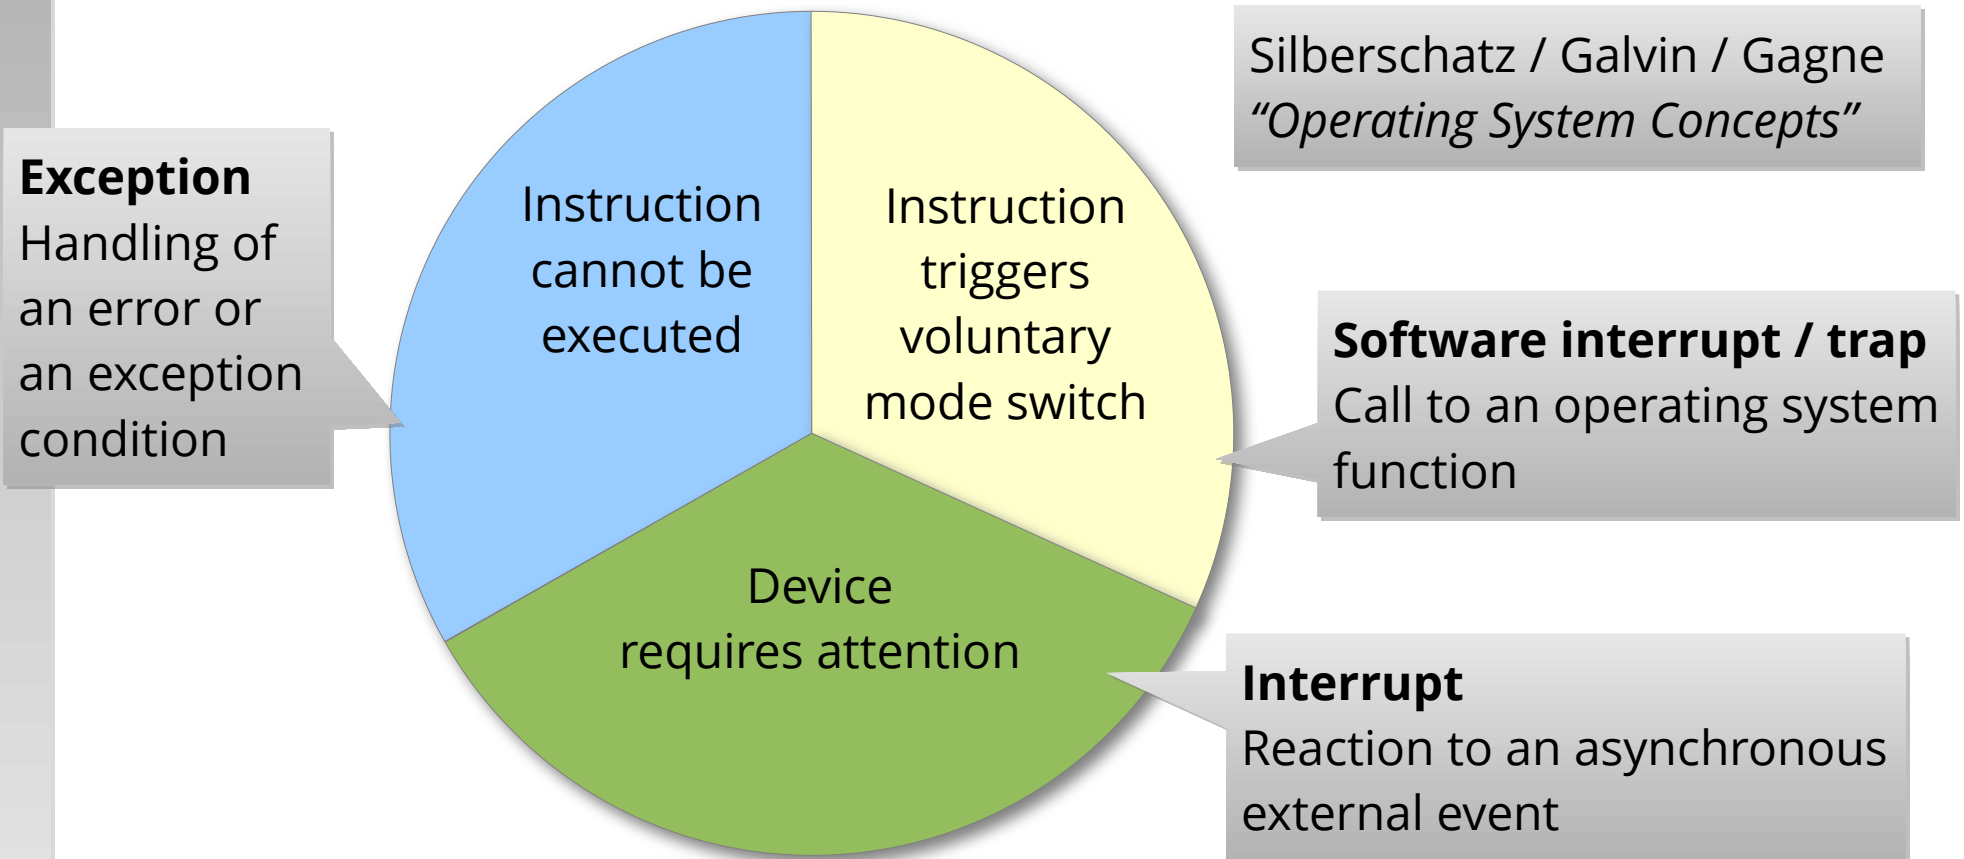 Silberschatz / Galvin / Gagne
“Operating System Concepts”
Exception
Handling of
an error or
an exception
condition
Instruction
cannot be
executed
Instruction
triggers
voluntary
mode switch
Software interrupt / trap
Call to an operating system
function
Device
requires attention
Interrupt
Reaction to an asynchronous
external event